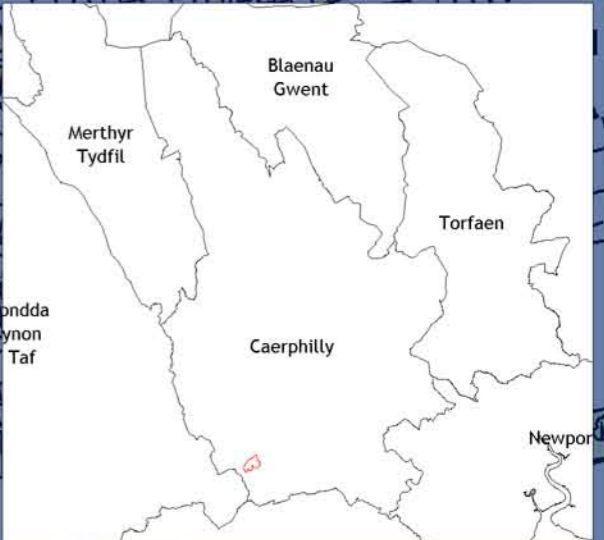 Blaenau
Gwent
Merthyr
Tydfil
Torfaen
ondda
ynon
Taf
Caerphilly
Newpor